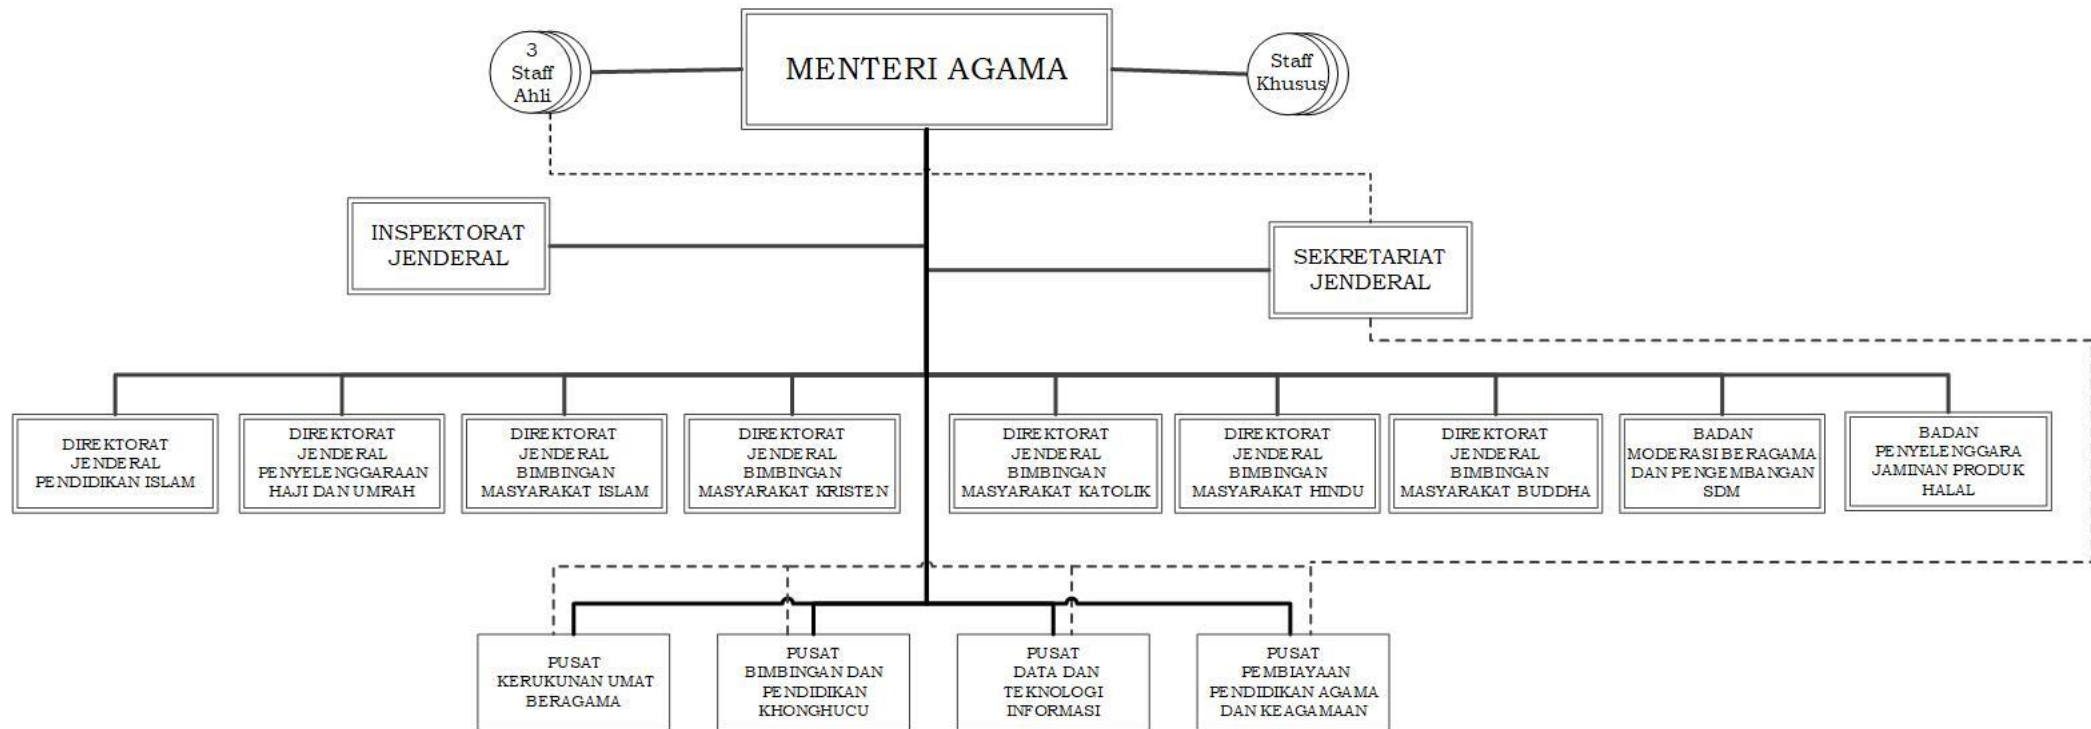 3
Staff
Ahli
MENTERI AGAMA
Staff
Khusus
INSPEKTORAT
JENDERAL
SEKRETARIAT
JENDERAL
DIREKTORAT
JENDERAL
PENDIDIKAN ISLAM
DIREKTORAT
JENDERAL
PENYELENGGARAAN
HAJI DAN UMRAH
DIREKTORAT
JENDERAL
BIMBINGAN
MASYARAKAT ISLAM
DIREKTORAT
JENDERAL
BIMBINGAN
MASYARAKAT KRISTEN
DIREKTORAT
JENDERAL
BIMBINGAN
MASYARAKAT KATOLIK
DIREKTORAT
JENDERAL
BIMBINGAN
MASYARAKAT HINDU
DIREKTORAT
JENDERAL
BIMBINGAN
MASYARAKAT BUDDHA
BADAN
MODERASI BERAGAMA
DAN PENGEMBANGAN
SDM
BADAN
PENYELENGGARA
JAMINAN PRODUK
HALAL
PUSAT
KERUKUNAN UMAT
BERAGAMA
PUSAT
BIMBINGAN DAN
PENDIDIKAN
KHONGHUCU
PUSAT
DATA DAN
TEKNOLOGI
INFORMASI
PUSAT
PEMBIAYAAN
PENDIDIKAN AGAMA
DAN KEAGAMAAN